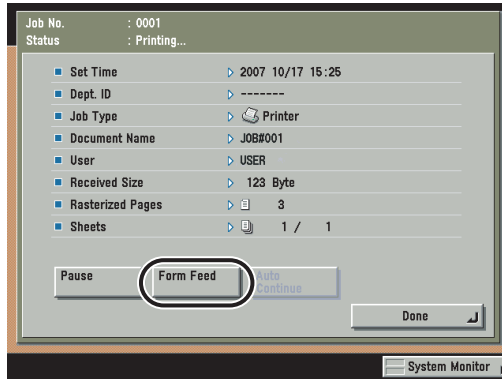 Job No. : 0001
Status : Printing...
Set Time 2007 10/17 15:25
Dept. ID -------
Job Type Printer
Document Name JOB#001
User USER
Received Size 123 Byte
Rasterized Pages 3
Sheets 1 / 1
Pause Form Feed Auto Continue
Done
System Monitor